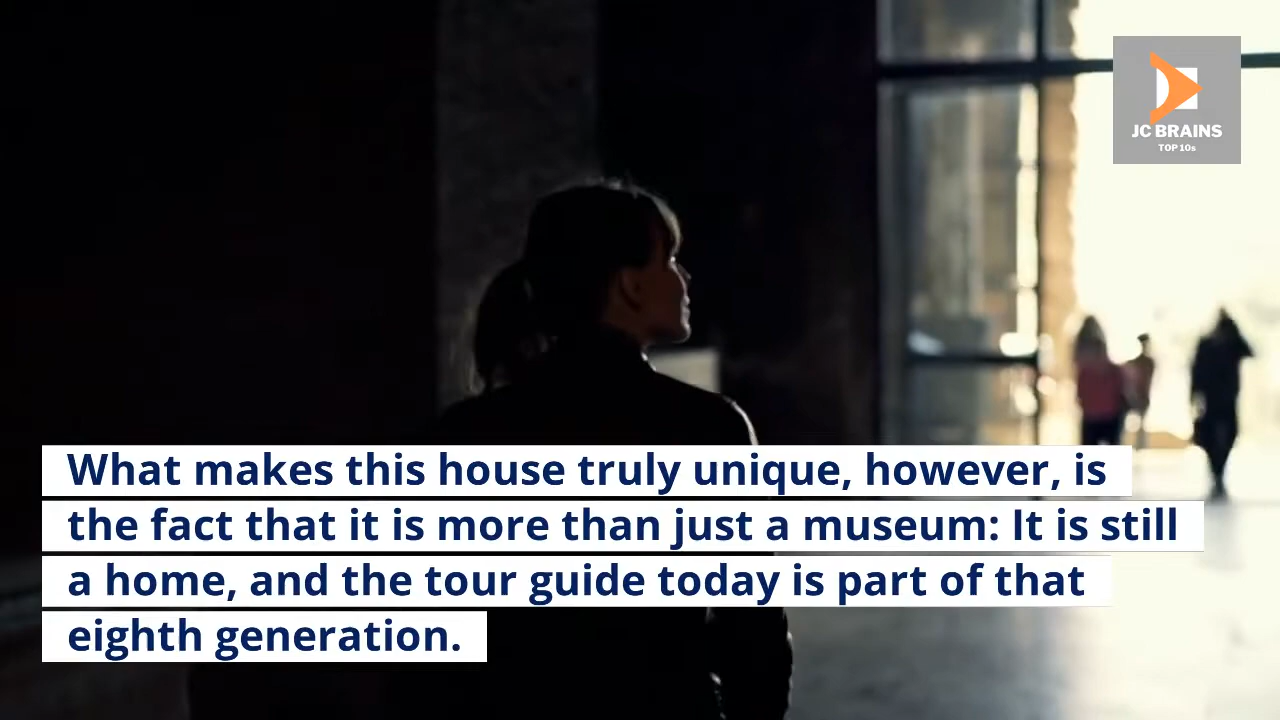 JC BRAINS
TOP 10s
What makes this house truly unique, however, is
the fact that it is more than just a museum: It is still
a home, and the tour guide today is part of that
eighth generation.